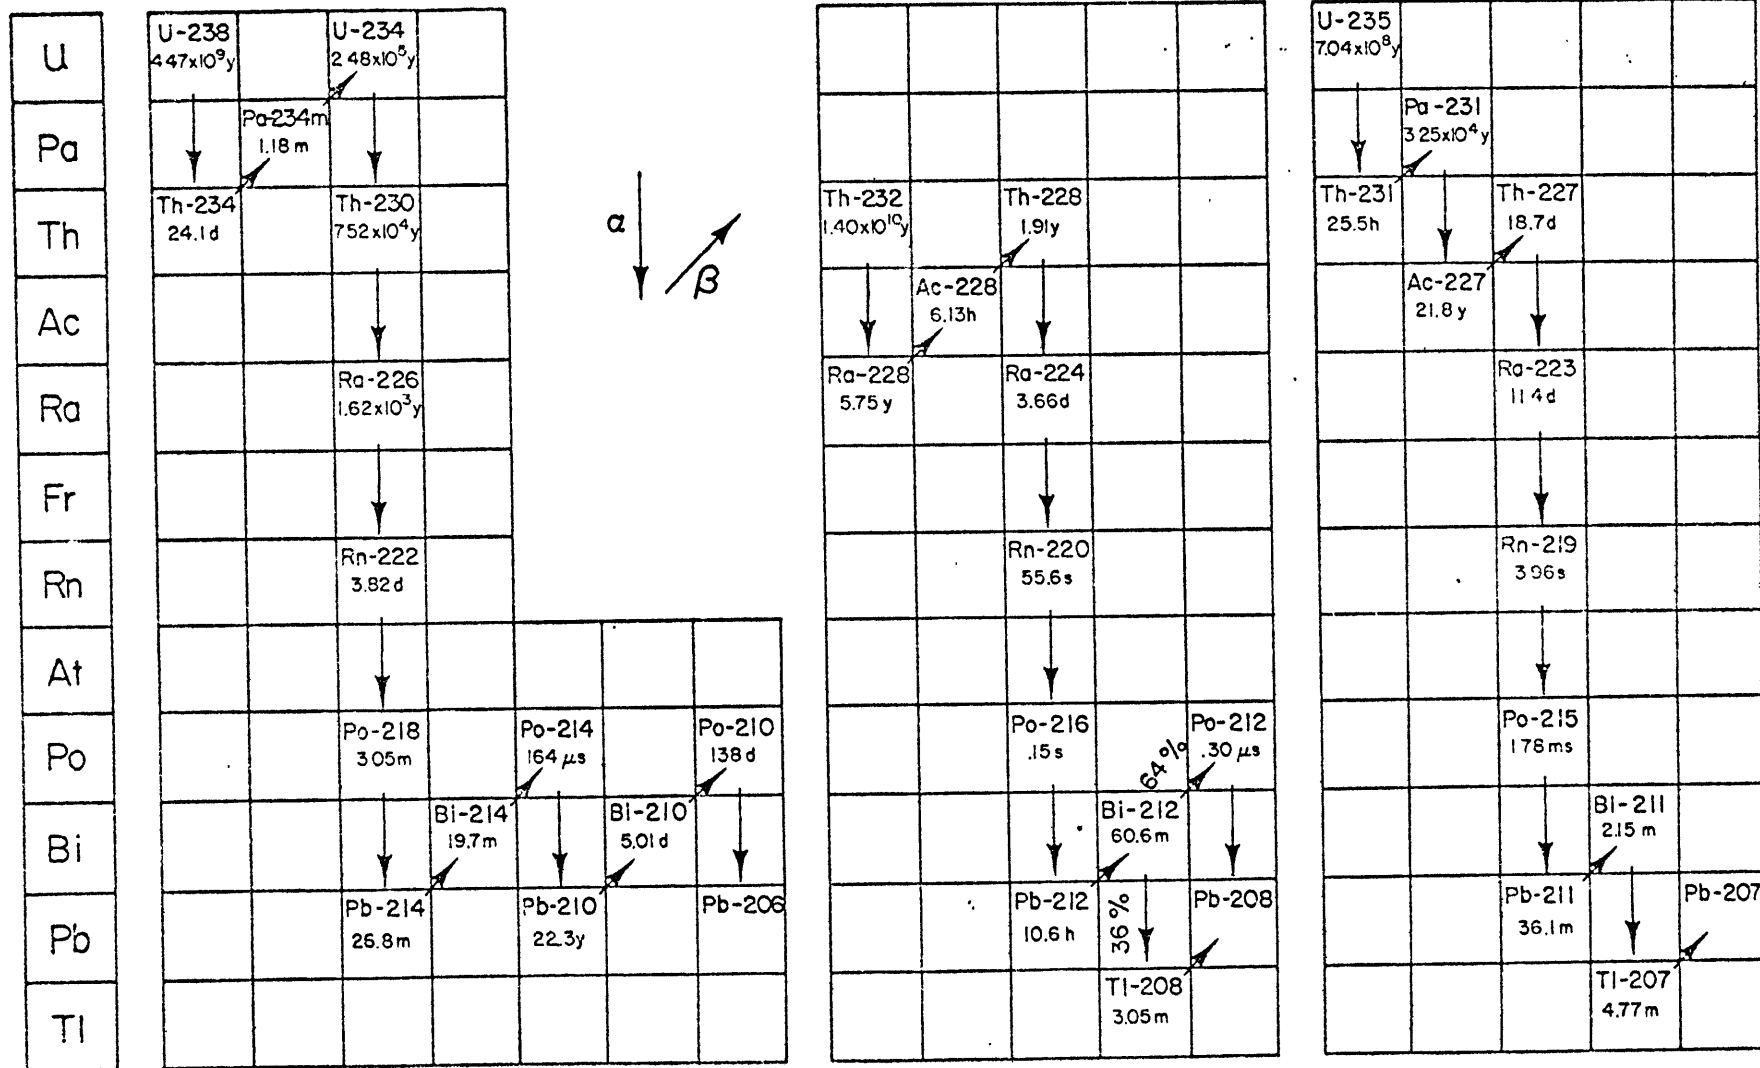 U
Pa
Th
Ac
Ra
Fr
Rn
At
Po
Bi
Pb
Tl
U-238
4.47x10⁹y
U-234
2.48x10⁵y
Pa-234m
1.18 m
Th-234
24.1d
Th-230
7.52x10⁴y
Ra-226
1.62x10³y
Rn-222
3.82d
Po-218
3.05m
Po-214
164 μs
Po-210
138 d
Bi-214
19.7m
Bi-210
5.01d
Pb-214
26.8m
Pb-210
22.3y
Pb-206
α
β
Th-232
1.40x10¹⁰y
Th-228
1.91y
Ac-228
6.13h
Ra-228
5.75 y
Ra-224
3.66d
Rn-220
55.6s
Po-216
.15s
Po-212
.30 μs
64%
Bi-212
60.6m
Pb-212
10.6 h
36%
Pb-208
Tl-208
3.05m
U-235
7.04x10⁸y
Pa-231
3.25x10⁴y
Th-231
25.5h
Th-227
18.7d
Ac-227
21.8 y
Ra-223
11.4d
Rn-219
3.96s
Po-215
1.78 ms
Bi-211
2.15 m
Pb-211
36.1m
Pb-207
Tl-207
4.77m